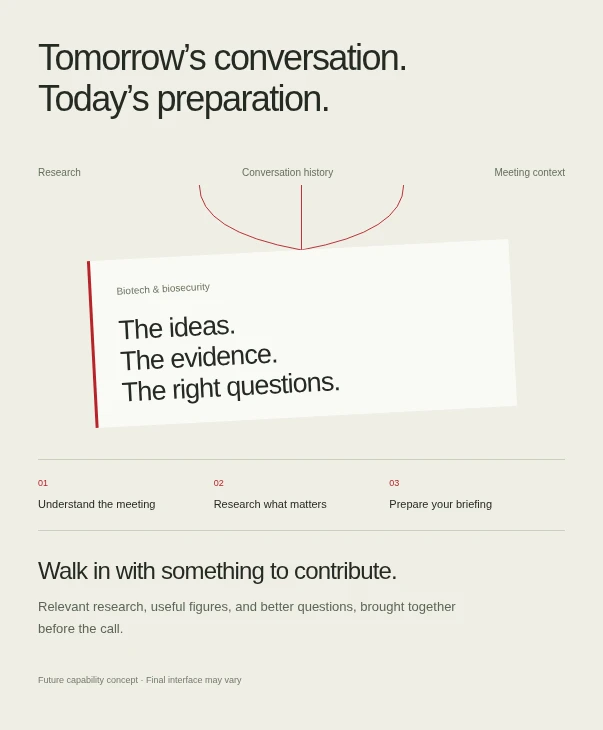 Tomorrow’s conversation.
Today’s preparation.
Research
Conversation history
Meeting context
Biotech & biosecurity
The ideas.
The evidence.
The right questions.
01
Understand the meeting
02
Research what matters
03
Prepare your briefing
Walk in with something to contribute.
Relevant research, useful figures, and better questions, brought together
before the call.
Future capability concept · Final interface may vary